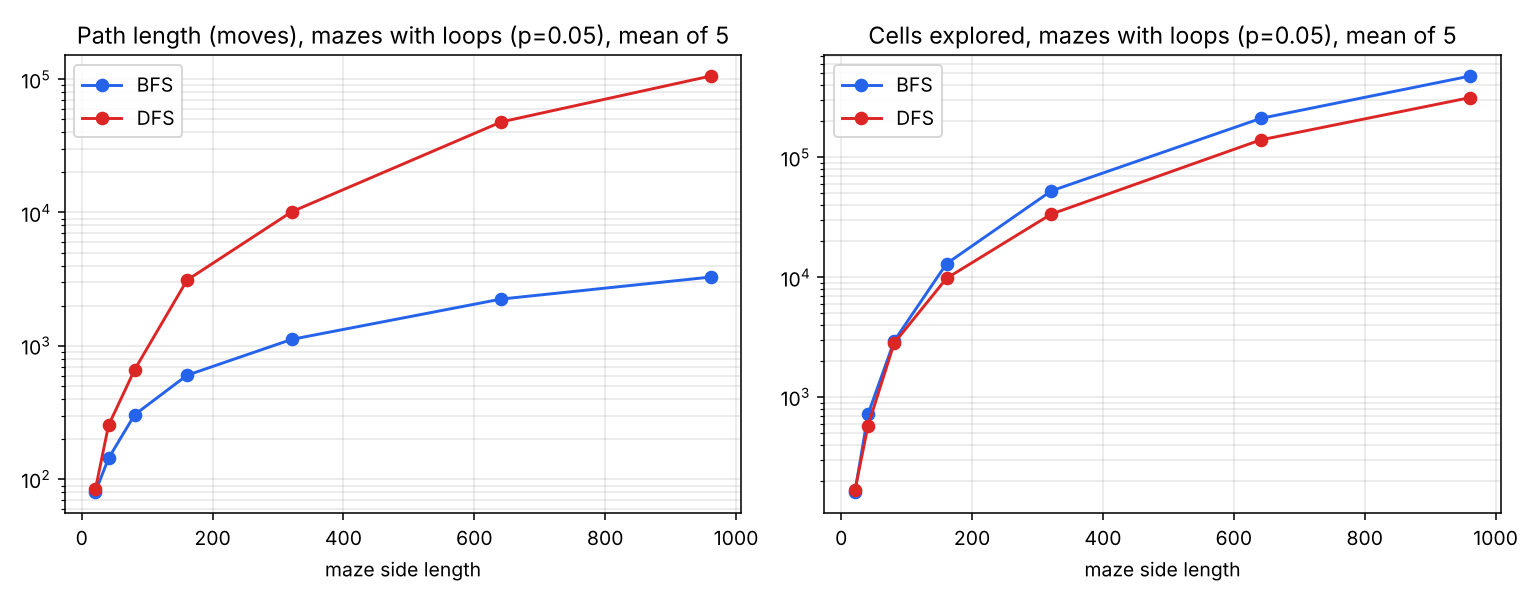 Path length (moves), mazes with loops (p=0.05), mean of 5
BFS
DFS
10^5
10^4
10^3
10^2
0 200 400 600 800 1000
maze side length
Cells explored, mazes with loops (p=0.05), mean of 5
BFS
DFS
10^5
10^4
10^3
0 200 400 600 800 1000
maze side length